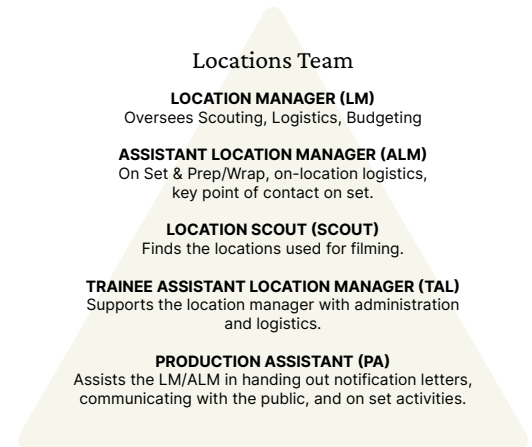 Locations Team
LOCATION MANAGER (LM)
Oversees Scouting, Logistics, Budgeting
ASSISTANT LOCATION MANAGER (ALM)
On Set & Prep/Wrap, on-location logistics,
key point of contact on set.
LOCATION SCOUT (SCOUT)
Finds the locations used for filming.
TRAINEE ASSISTANT LOCATION MANAGER (TAL)
Supports the location manager with administration
and logistics.
PRODUCTION ASSISTANT (PA)
Assists the LM/ALM in handing out notification letters,
communicating with the public, and on set activities.